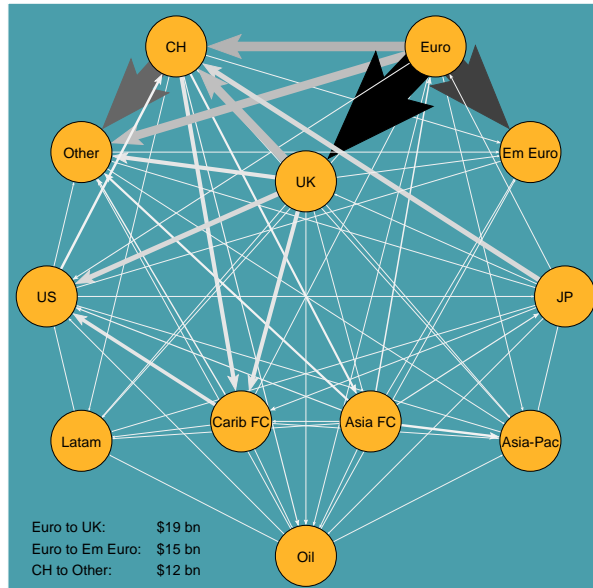 CH
Euro
Other
Em Euro
UK
US
JP
Carib FC
Asia FC
Latam
Asia-Pac
Oil
Euro to UK: $19 bn
Euro to Em Euro: $15 bn
CH to Other: $12 bn